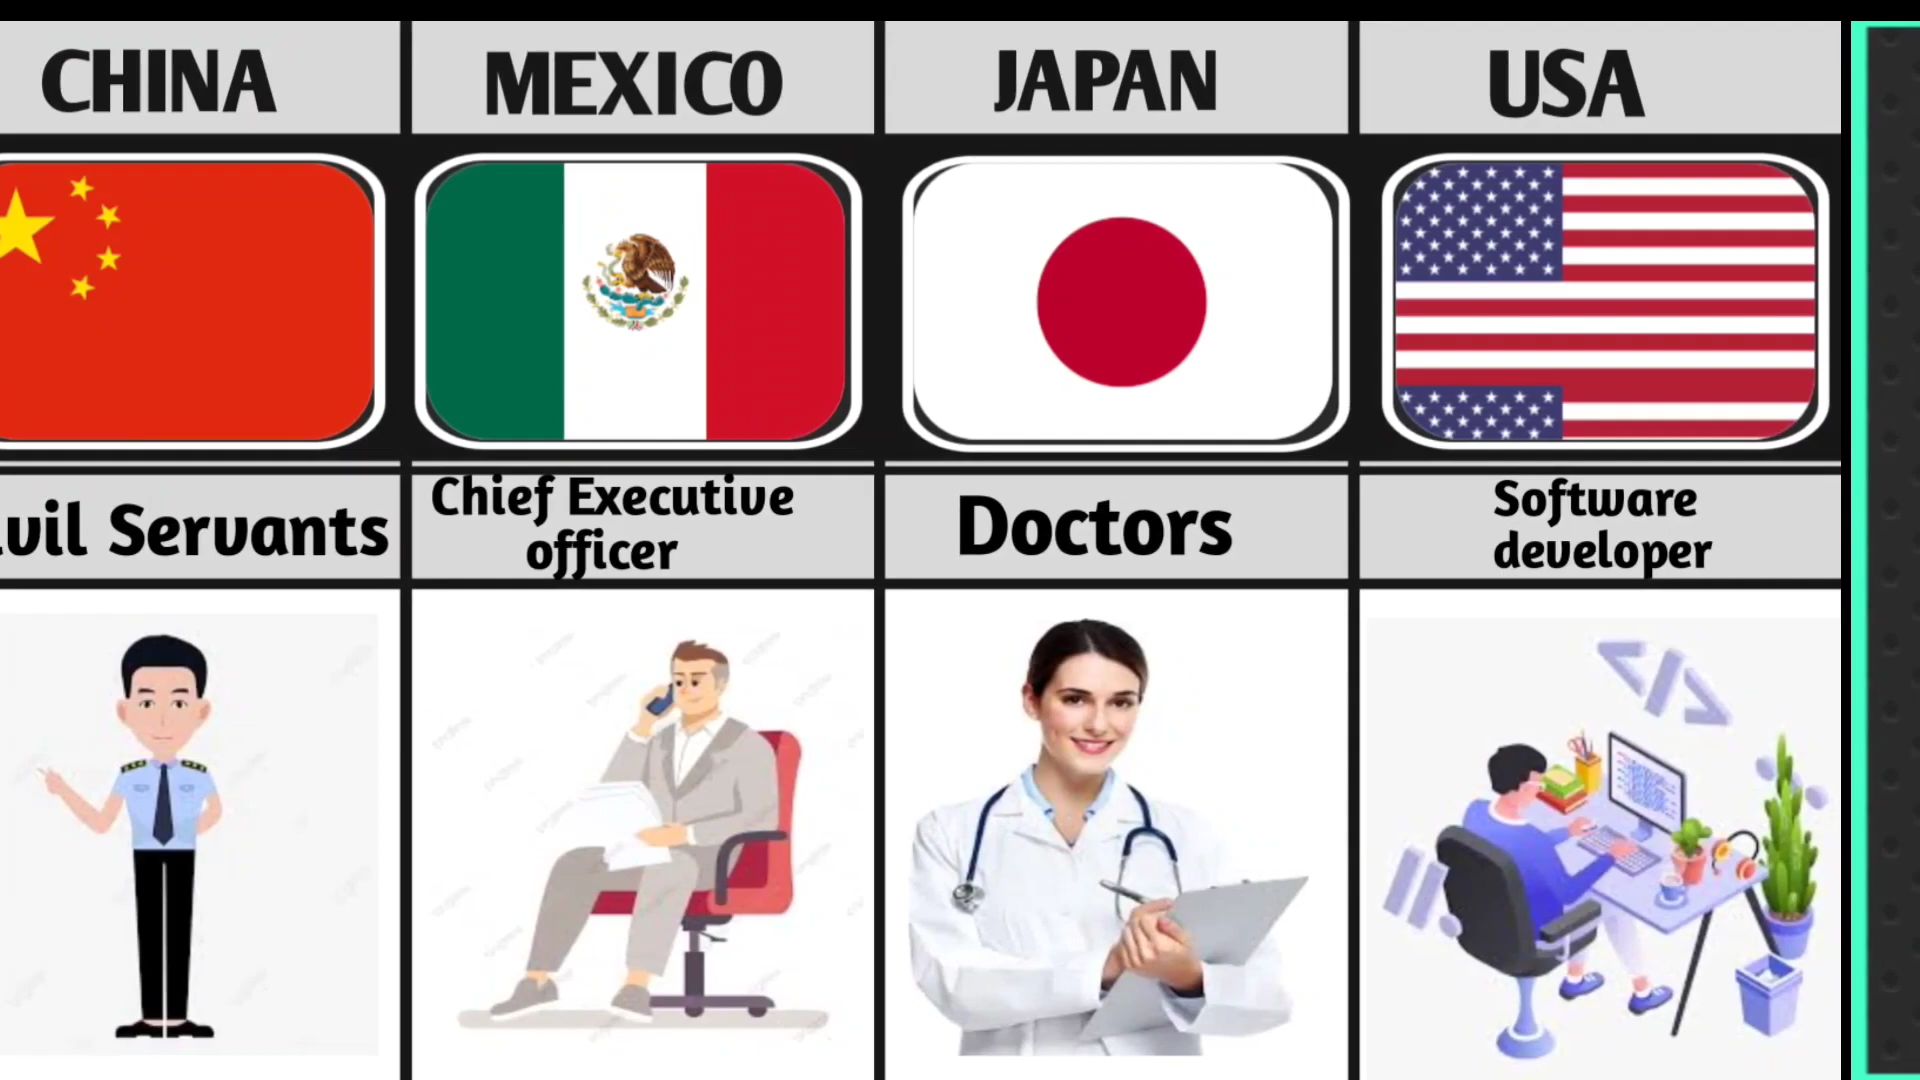 CHINA
MEXICO
JAPAN
USA
Servants
Chief Executive
officer
Doctors
Software
developer